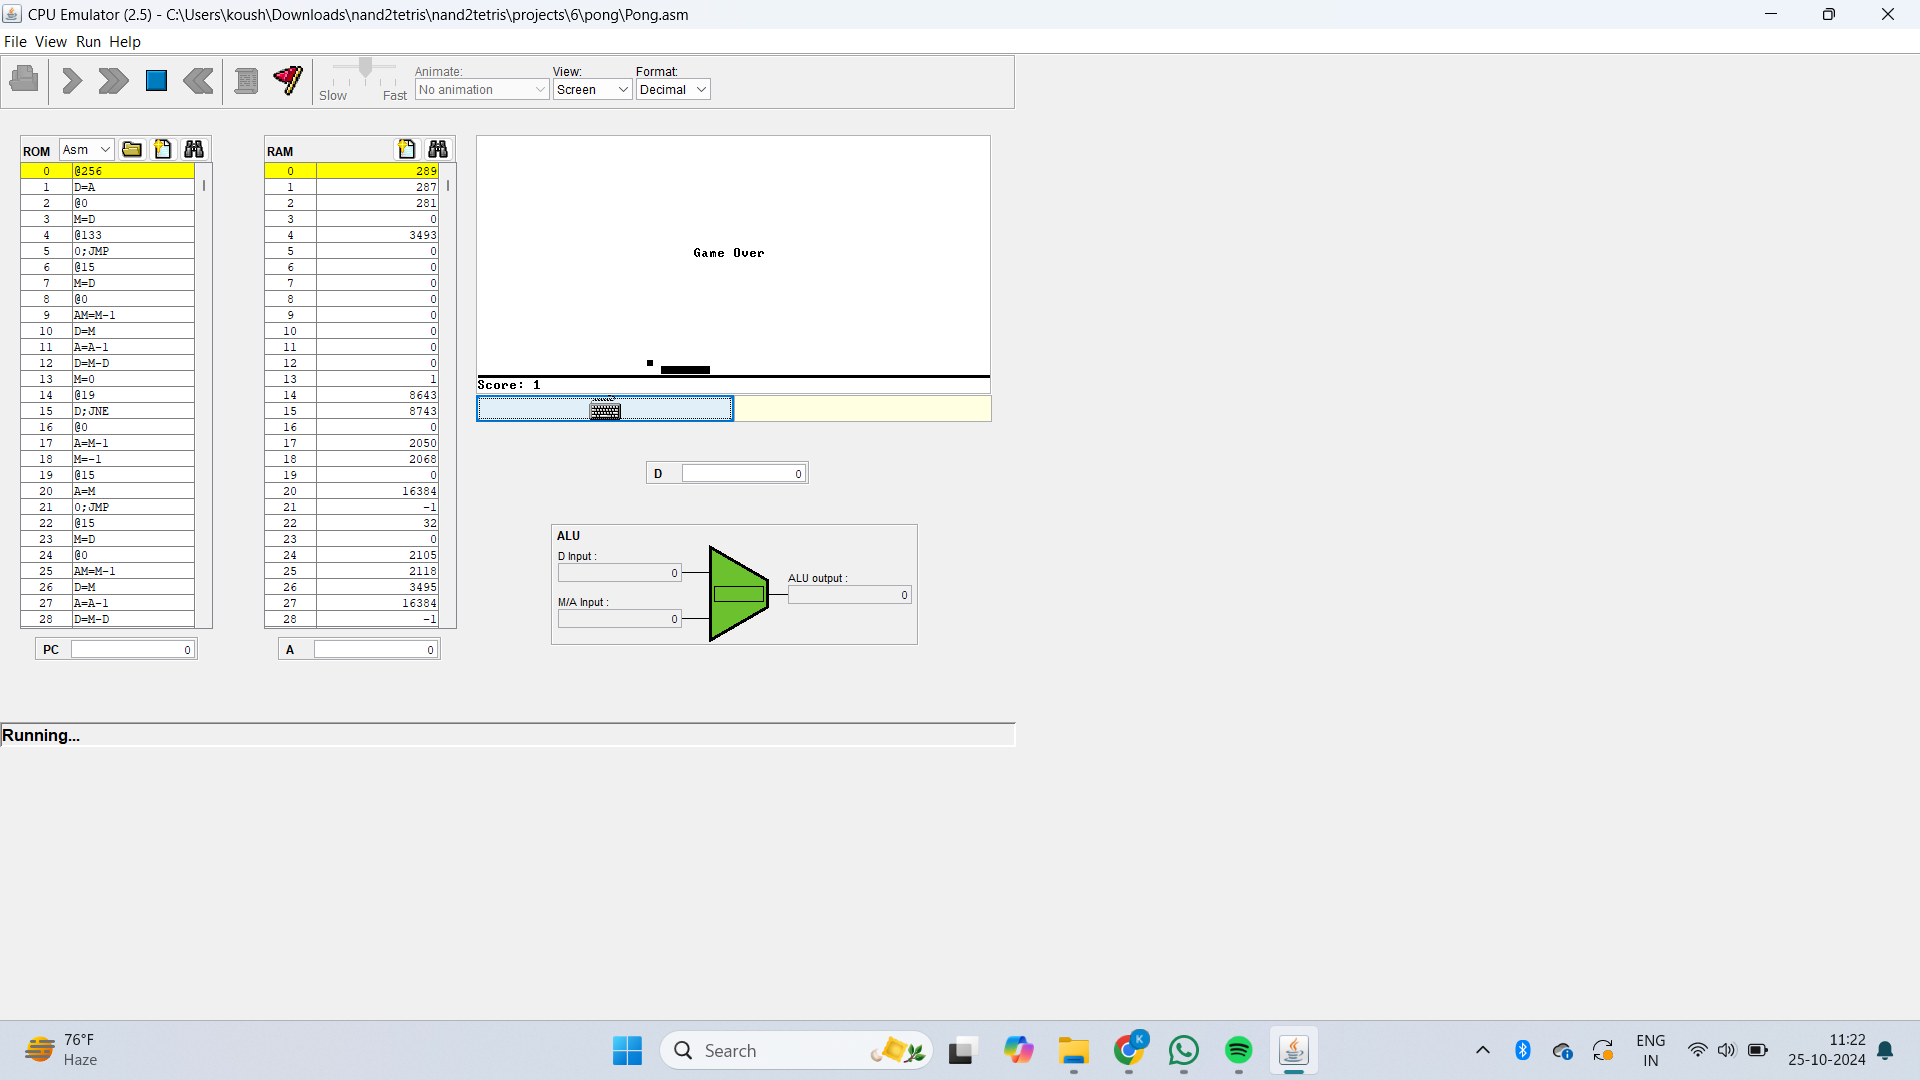 CPU Emulator (2.5) - C:\Users\koush\Downloads\nand2tetris\nand2tetris\projects\6\pong\Pong.asm
File View Run Help
Slow Fast
Animate:
No animation
View:
Screen
Format:
Decimal
ROM Asm
0 @256
1 D=A
2 @0
3 M=D
4 @133
5 0;JMP
6 @15
7 M=D
8 @0
9 AM=M-1
10 D=M
11 A=A-1
12 D=M-D
13 M=0
14 @19
15 D;JNE
16 @0
17 A=M-1
18 M=-1
19 @15
20 A=M
21 0;JMP
22 @15
23 M=D
24 @0
25 AM=M-1
26 D=M
27 A=A-1
28 D=M-D
PC 0
RAM
0 289
1 287
2 281
3 0
4 3493
5 0
6 0
7 0
8 0
9 0
10 0
11 0
12 0
13 1
14 8643
15 8743
16 0
17 2050
18 2068
19 0
20 16384
21 -1
22 32
23 0
24 2105
25 2118
26 3495
27 16384
28 -1
A 0
Game Over
Score: 1
D 0
ALU
D Input :
0
M/A Input :
0
ALU output :
0
Running...
76°F
Haze
Search
K
ENG
IN
11:22
25-10-2024